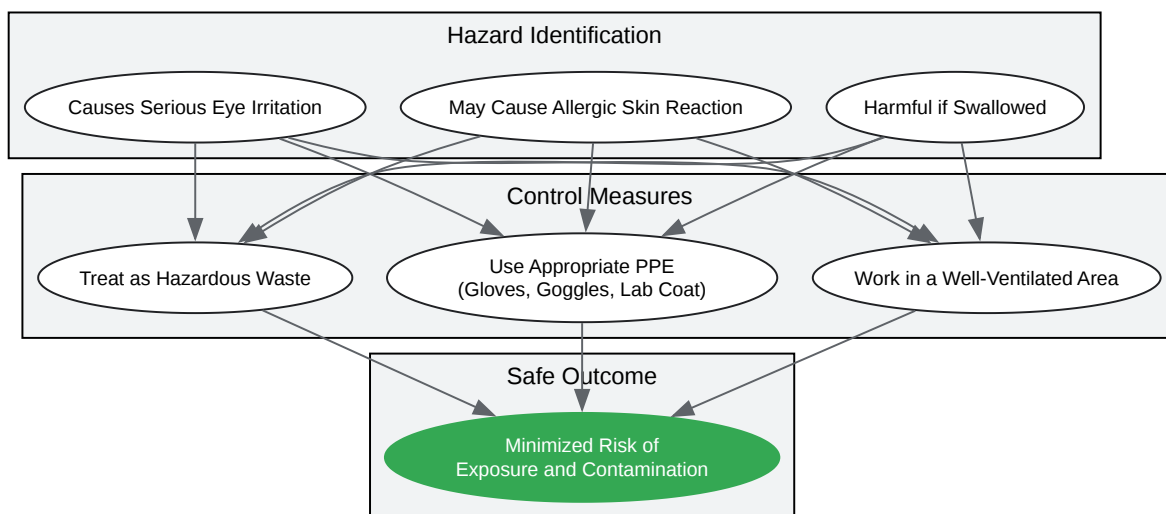 Hazard Identification
Causes Serious Eye Irritation
May Cause Allergic Skin Reaction
Harmful if Swallowed
Control Measures
Treat as Hazardous Waste
Use Appropriate PPE
(Gloves, Goggles, Lab Coat)
Work in a Well-Ventilated Area
Safe Outcome
Minimized Risk of
Exposure and Contamination